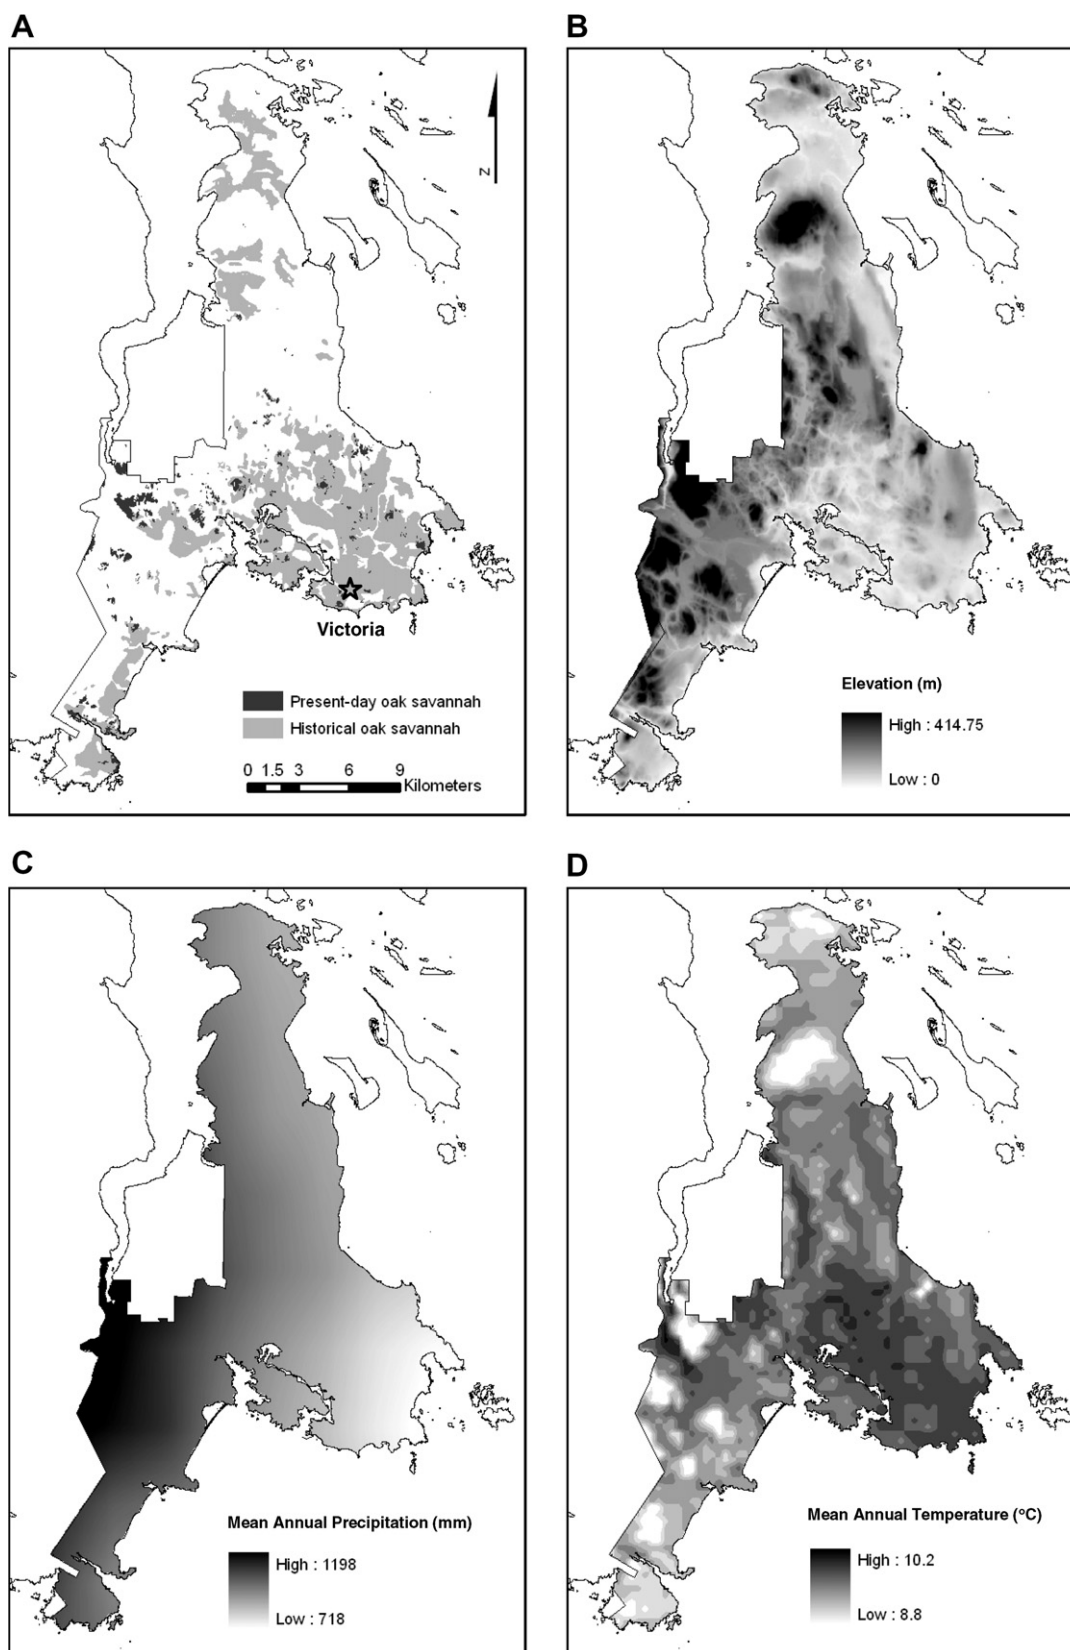 A
B
N
Victoria
Present-day oak savannah
Historical oak savannah
0 1.5 3 6 9
Kilometers
Elevation (m)
High : 414.75
Low : 0
C
D
Mean Annual Precipitation (mm)
High : 1198
Low : 718
Mean Annual Temperature (°C)
High : 10.2
Low : 8.8